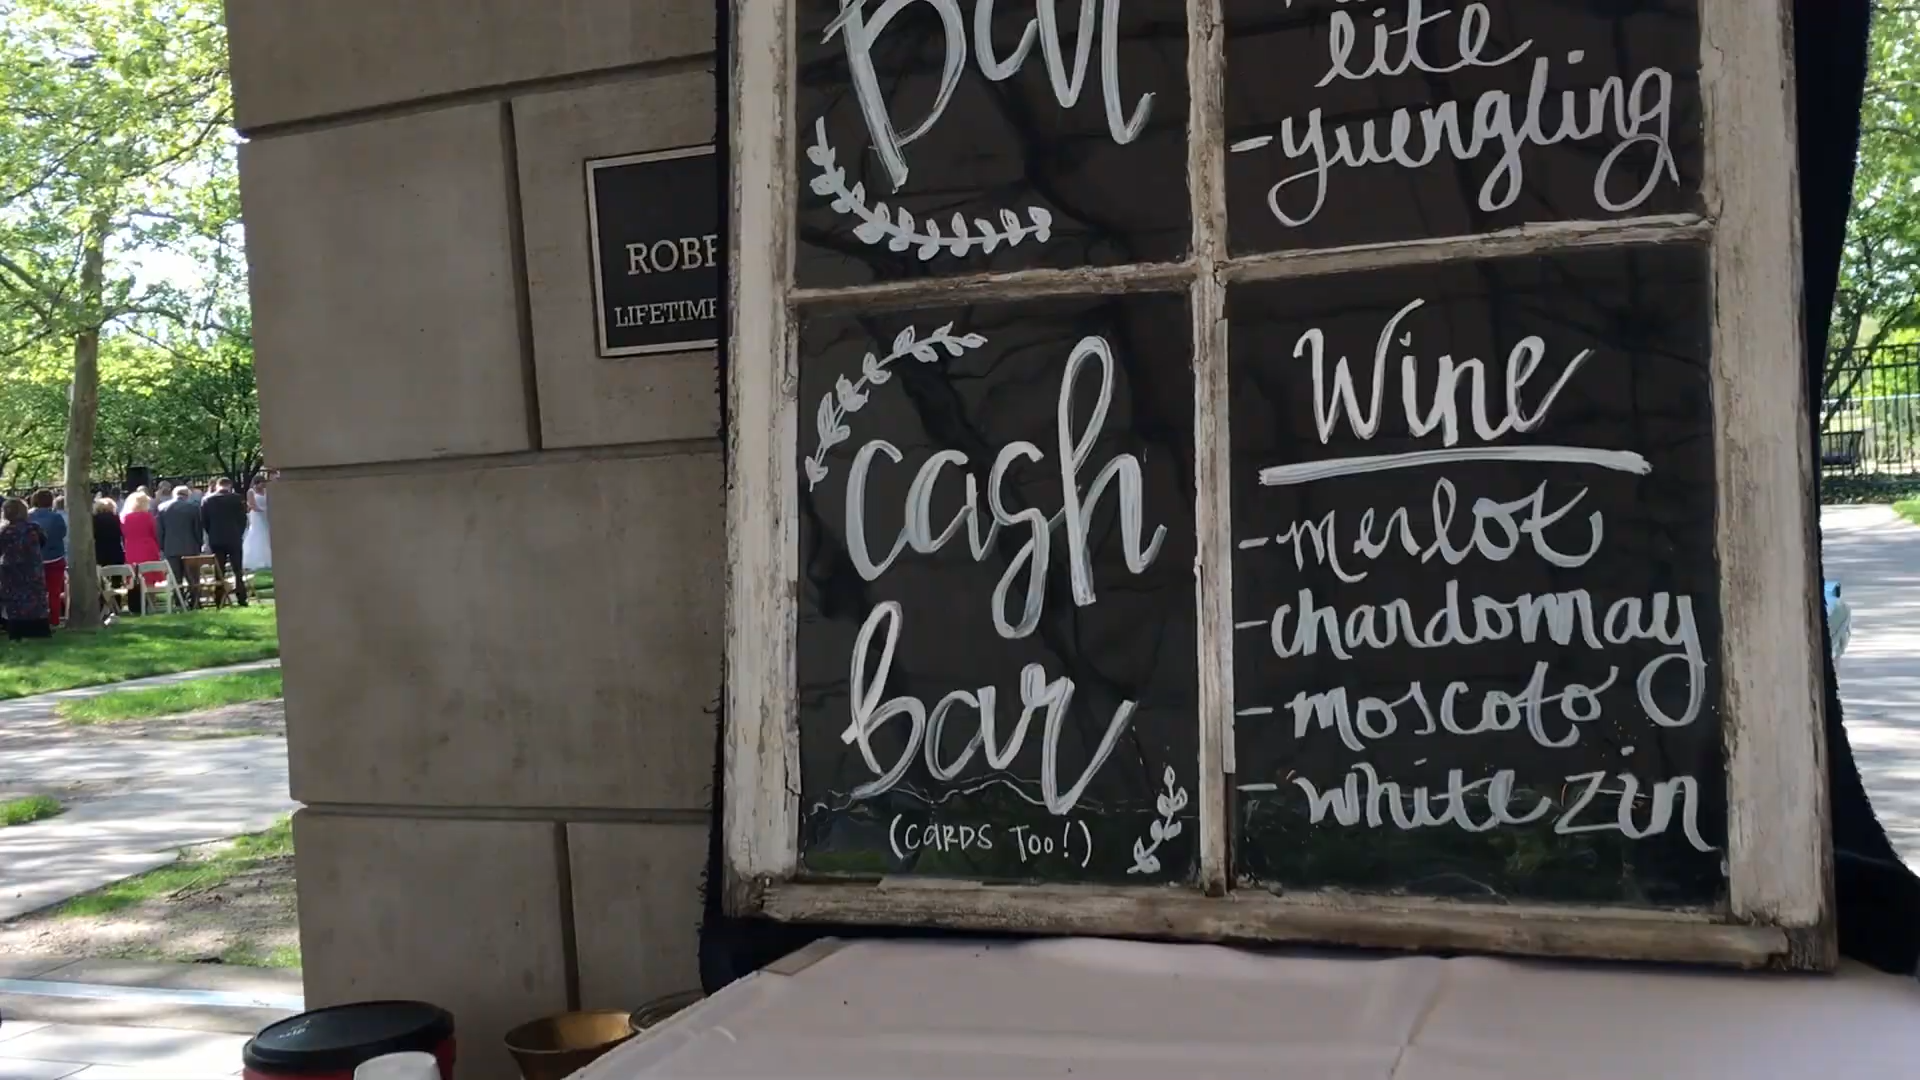 Bar
lite
-yuengling
ROBE
LIFETIME
cash
bar
(CARDS TOO!)
Wine
-merlot
-chardonnay
-moscoto
-white zin